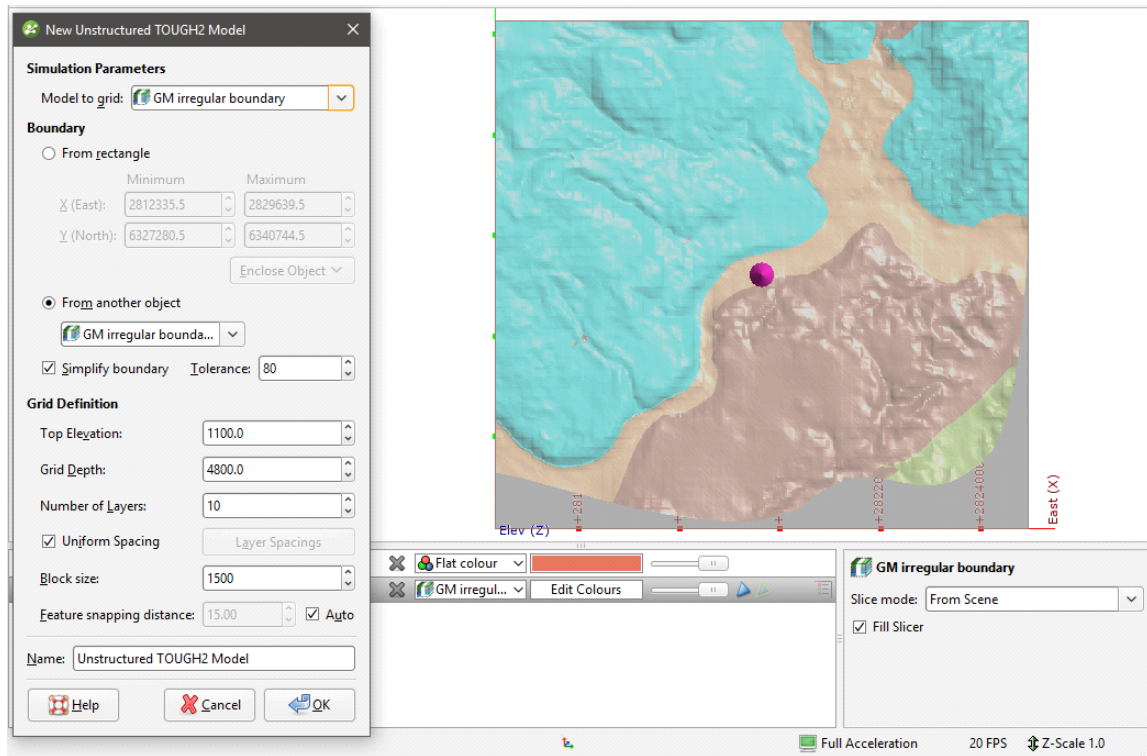 New Unstructured TOUGH2 Model
Simulation Parameters
Model to grid: GM irregular boundary
Boundary
From rectangle
Minimum Maximum
X (East): 2812335.5 2829639.5
Y (North): 6327280.5 6340744.5
Enclose Object
From another object
GM irregular bounda...
Simplify boundary Tolerance: 80
Grid Definition
Top Elevation: 1100.0
Grid Depth: 4800.0
Number of Layers: 10
Uniform Spacing Layer Spacings
Block size: 1500
Feature snapping distance: 15.00 Auto
Name: Unstructured TOUGH2 Model
Help Cancel OK
Elev (Z)
+281
+28220
+2824000
East (X)
Flat colour
GM irregul... Edit Colours
GM irregular boundary
Slice mode: From Scene
Fill Slicer
Full Acceleration 20 FPS Z-Scale 1.0